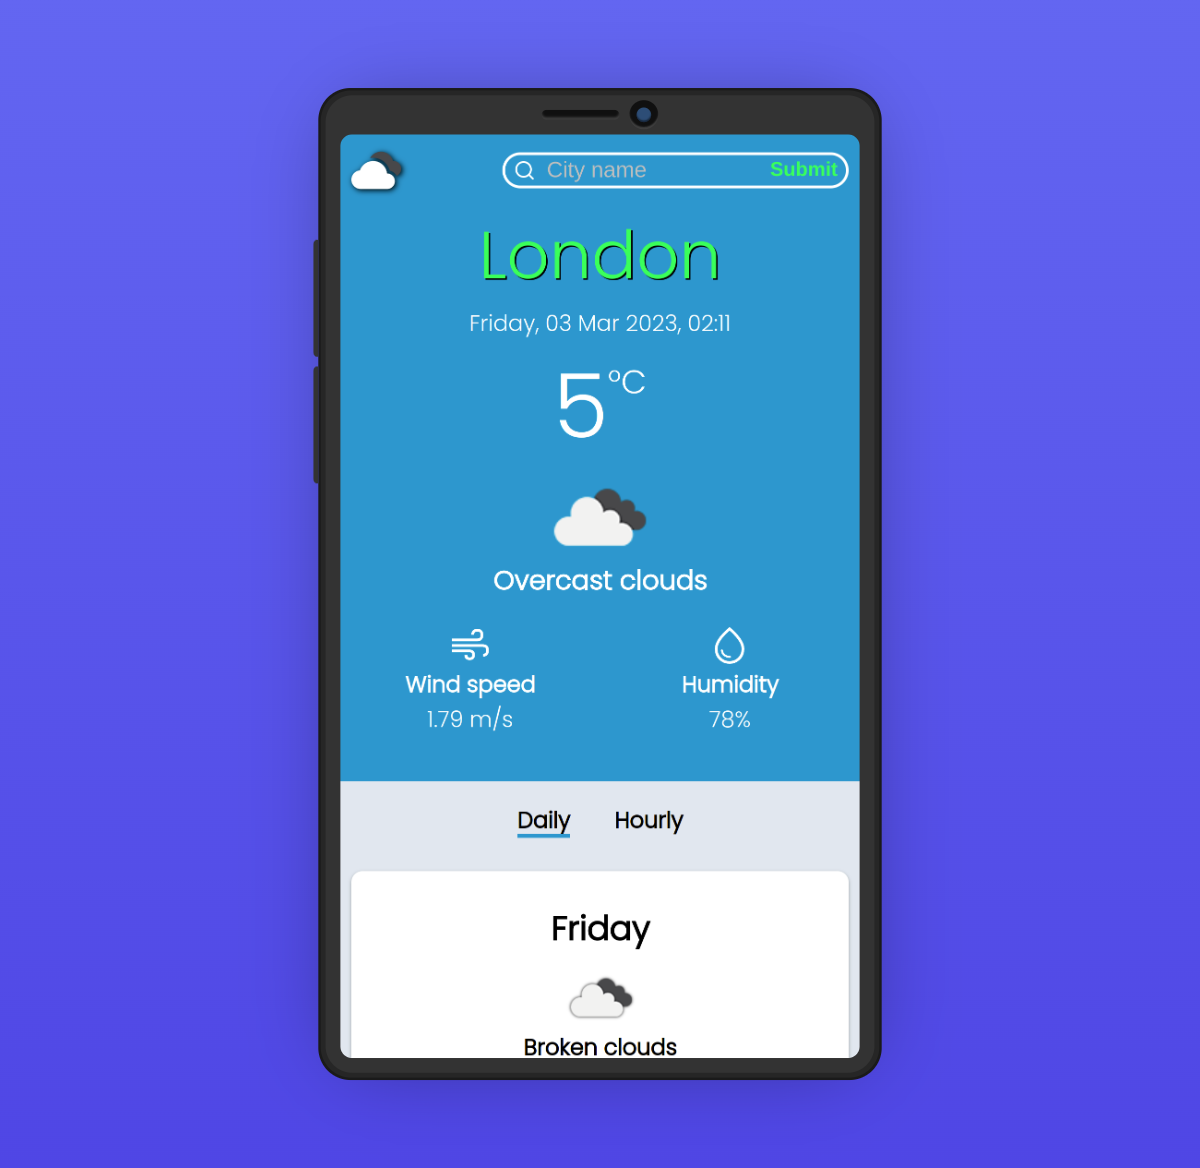 City name Submit
London
Friday, 03 Mar 2023, 02:11
5°C
Overcast clouds
Wind speed Humidity
1.79 m/s 78%
Daily Hourly
Friday
Broken clouds